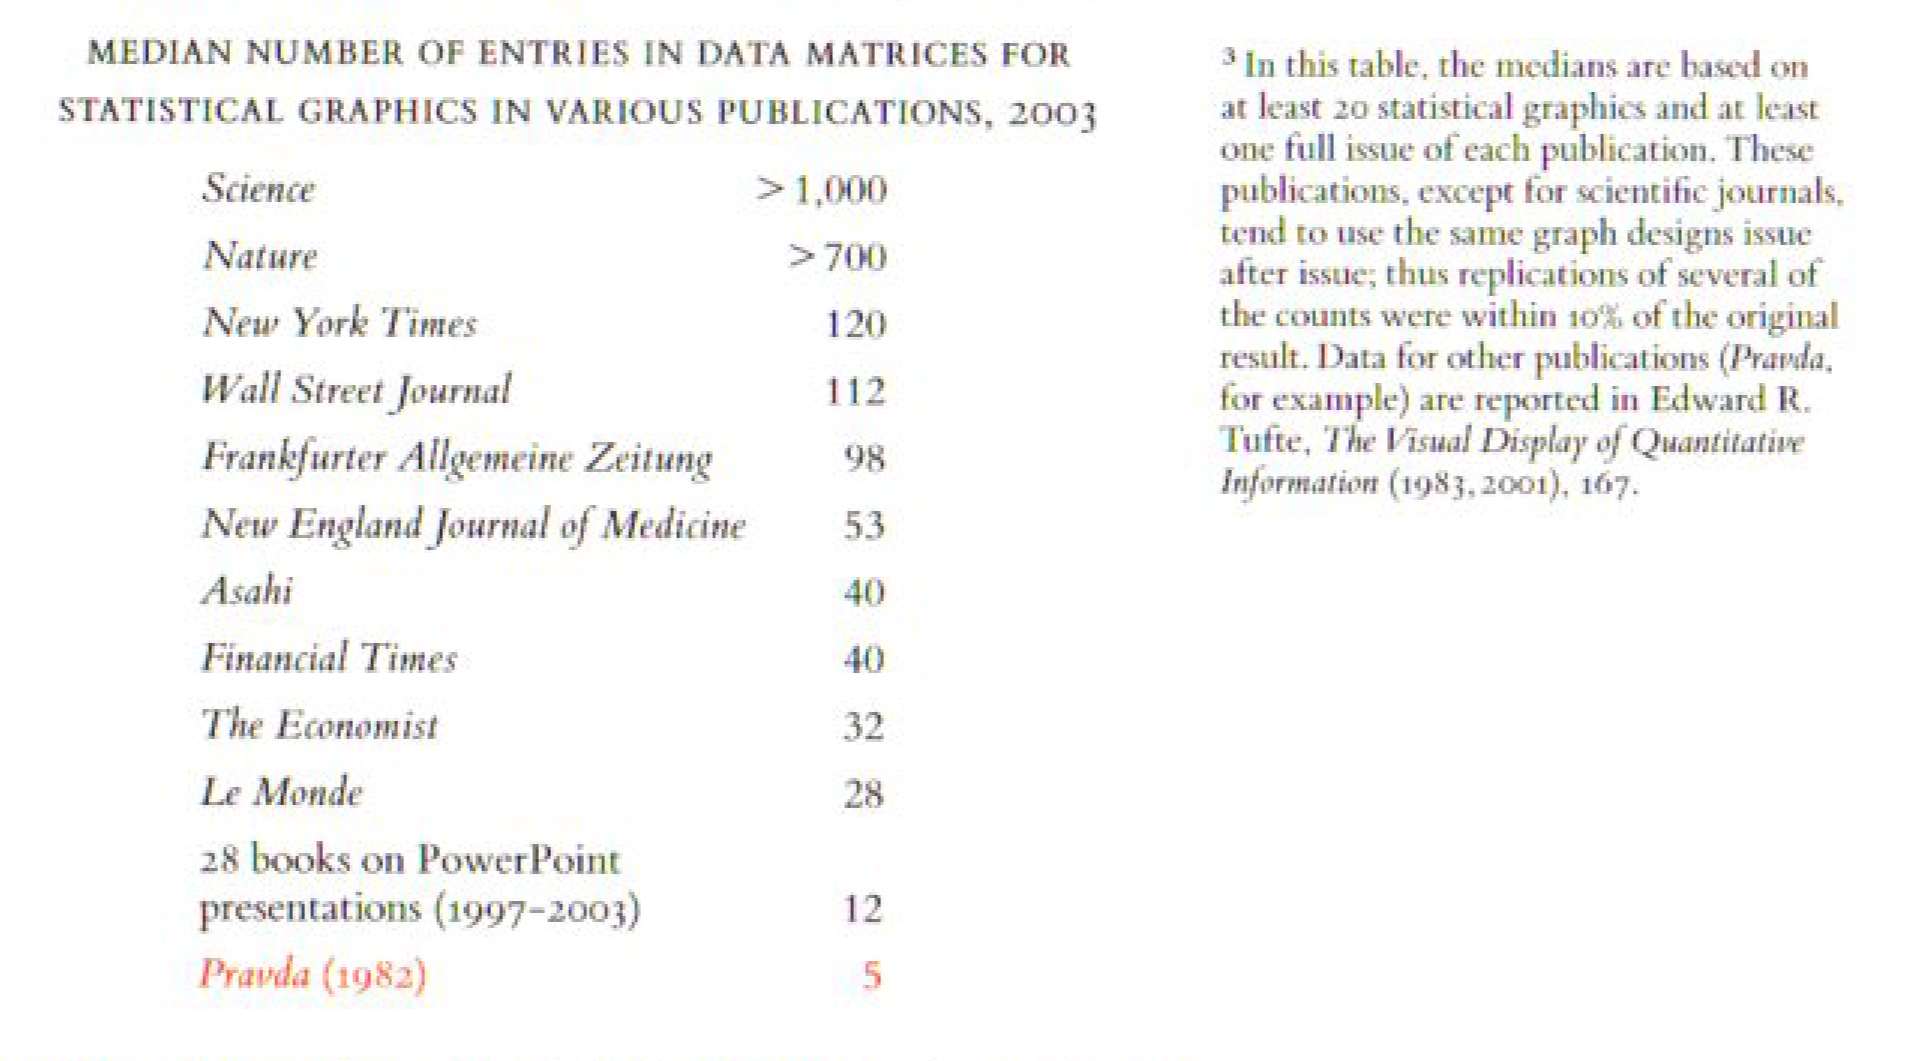 MEDIAN NUMBER OF ENTRIES IN DATA MATRICES FOR
STATISTICAL GRAPHICS IN VARIOUS PUBLICATIONS, 2003
Science > 1,000
Nature > 700
New York Times 120
Wall Street Journal 112
Frankfurter Allgemeine Zeitung 98
New England Journal of Medicine 53
Asahi 40
Financial Times 40
The Economist 32
Le Monde 28
28 books on PowerPoint
presentations (1997–2003) 12
Pravda (1982) 5
³ In this table, the medians are based on
at least 20 statistical graphics and at least
one full issue of each publication. These
publications, except for scientific journals,
tend to use the same graph designs issue
after issue; thus replications of several of
the counts were within 10% of the original
result. Data for other publications (Pravda,
for example) are reported in Edward R.
Tufte, The Visual Display of Quantitative
Information (1983, 2001), 167.